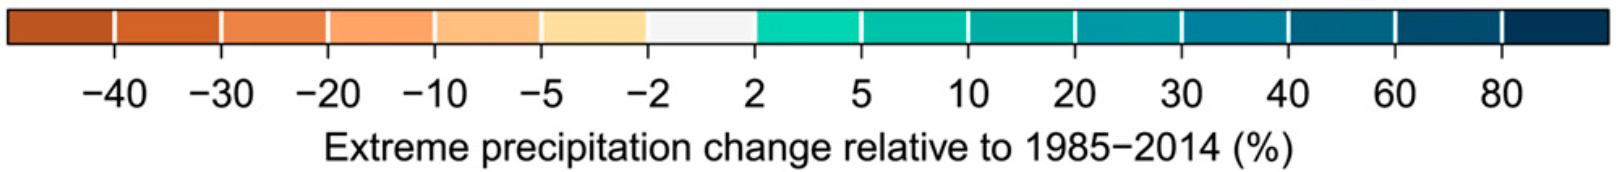 −40 −30 −20 −10 −5 −2 2 5 10 20 30 40 60 80
Extreme precipitation change relative to 1985−2014 (%)